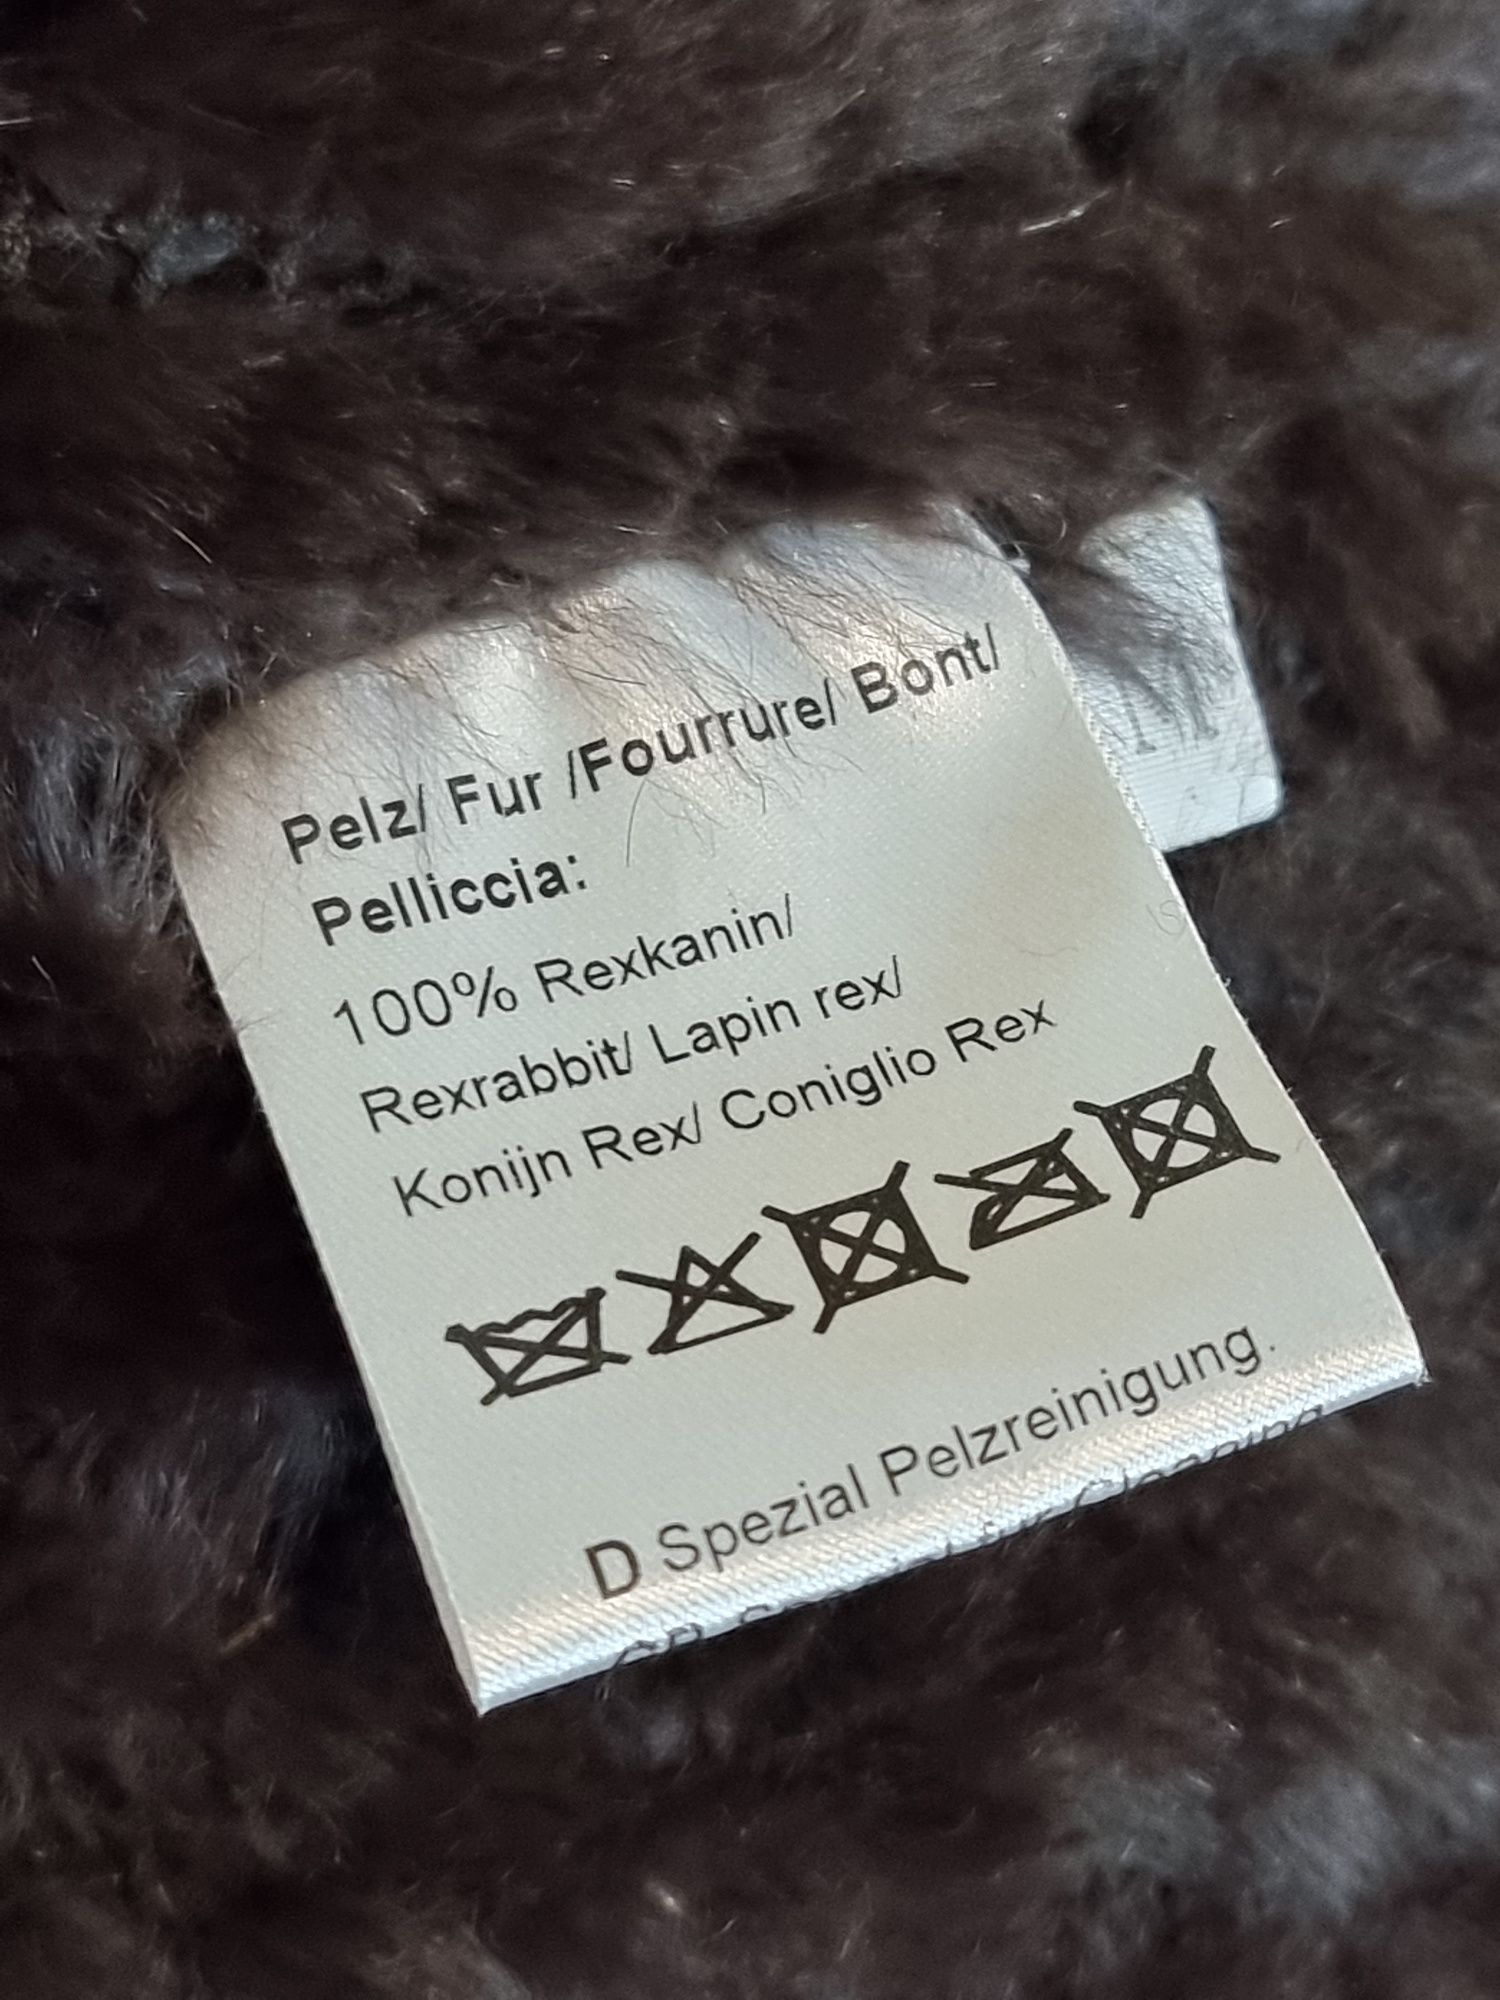 Pelz/ Fur /Fourrure/ Bont/
Pelliccia:
100% Rexkanin/
Rexrabbit/ Lapin rex/
Konijn Rex/ Coniglio Rex
D Spezial Pelzreinigung.